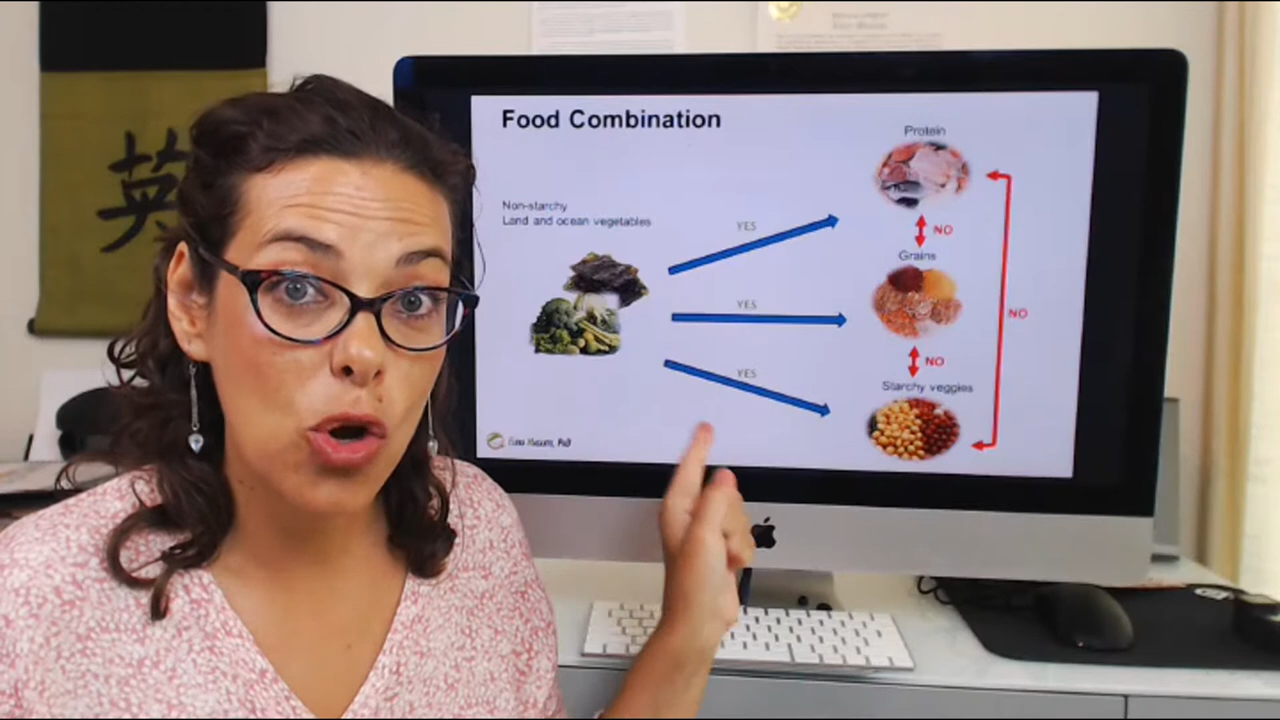 英
Food Combination
Protein
Non-starchy
Land and ocean vegetables
YES
NO
Grains
YES
NO
NO
YES
Starchy veggies
PhD